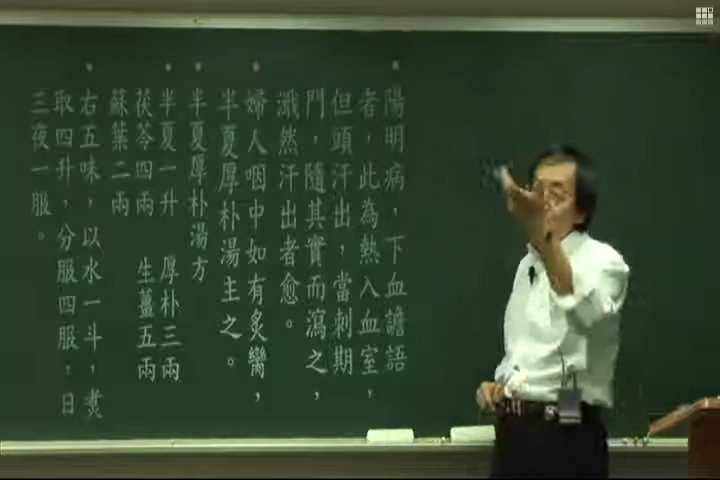 陽明病，下血譫語
者，此為熱入血室，
但頭汗出，當刺期
門，隨其實而瀉之，
濈然汗出者愈。
婦人咽中如有炙臠，
半夏厚朴湯主之。
半夏厚朴湯方
半夏一升　厚朴三兩
茯苓四兩　生薑五兩
蘇葉二兩
右五味，以水一斗，煑
取四升，分服四服，日
三夜一服。